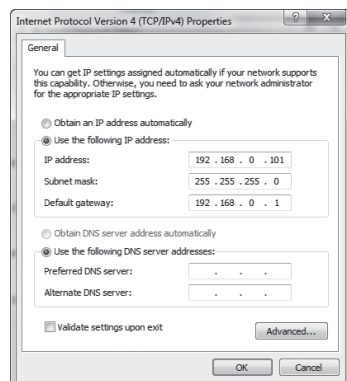 Internet Protocol Version 4 (TCP/IPv4) Properties
General
You can get IP settings assigned automatically if your network supports
this capability. Otherwise, you need to ask your network administrator
for the appropriate IP settings.
Obtain an IP address automatically
Use the following IP address:
IP address: 192 . 168 . 0 . 101
Subnet mask: 255 . 255 . 255 . 0
Default gateway: 192 . 168 . 0 . 1
Obtain DNS server address automatically
Use the following DNS server addresses:
Preferred DNS server: . . .
Alternate DNS server: . . .
Validate settings upon exit
Advanced...
OK Cancel